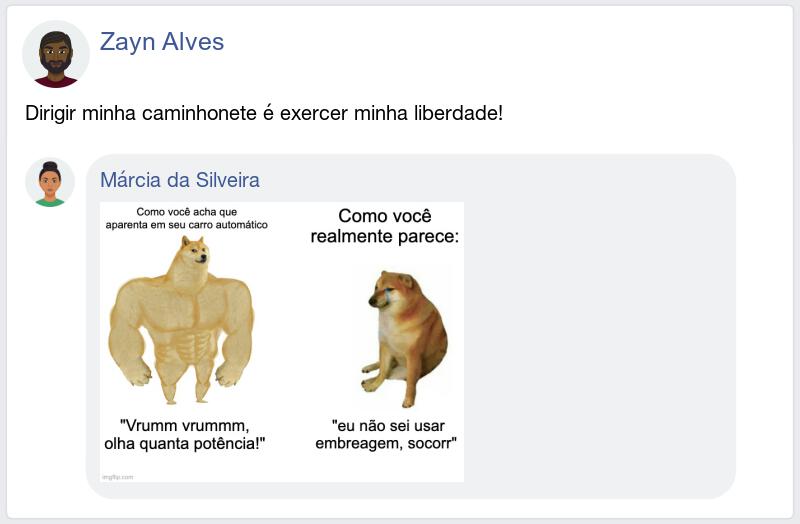 Zayn Alves
Dirigir minha caminhonete é exercer minha liberdade!
Márcia da Silveira
Como você acha que
aparenta em seu carro automático
Como você
realmente parece:
"Vrumm vrummm,
olha quanta potência!"
"eu não sei usar
embreagem, socorr"
imgflip.com